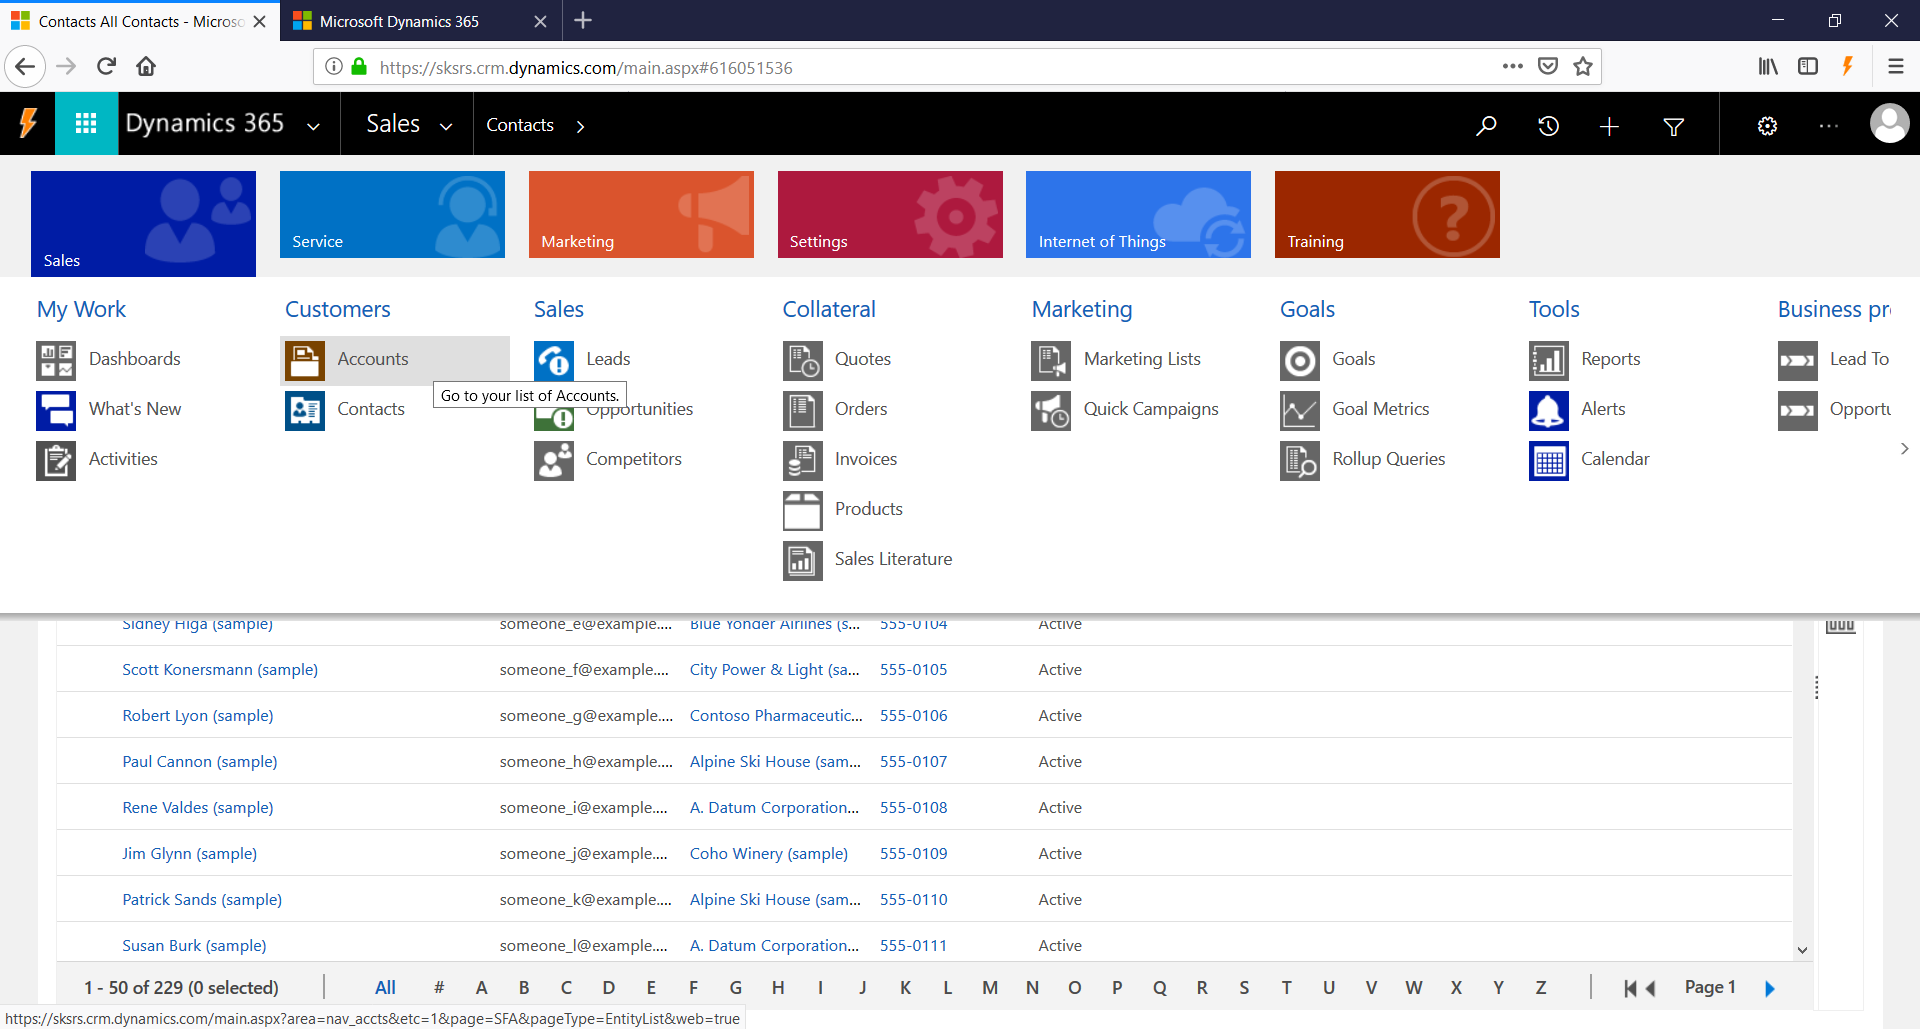 Contacts All Contacts - Microso
Microsoft Dynamics 365
https://sksrs.crm.dynamics.com/main.aspx#616051536
Dynamics 365
Sales
Contacts
Sales
Service
Marketing
Settings
Internet of Things
Training
My Work
Dashboards
What's New
Activities
Customers
Accounts
Go to your list of Accounts.
Contacts
Sales
Leads
Opportunities
Competitors
Collateral
Quotes
Orders
Invoices
Products
Sales Literature
Marketing
Marketing Lists
Quick Campaigns
Goals
Goals
Goal Metrics
Rollup Queries
Tools
Reports
Alerts
Calendar
Business pr
Lead To
Opportu
Sidney Higa (sample) someone_e@example.... Blue Yonder Airlines (s... 555-0104 Active
Scott Konersmann (sample) someone_f@example.... City Power & Light (sa... 555-0105 Active
Robert Lyon (sample) someone_g@example.... Contoso Pharmaceutic... 555-0106 Active
Paul Cannon (sample) someone_h@example.... Alpine Ski House (sam... 555-0107 Active
Rene Valdes (sample) someone_i@example.... A. Datum Corporation... 555-0108 Active
Jim Glynn (sample) someone_j@example.... Coho Winery (sample) 555-0109 Active
Patrick Sands (sample) someone_k@example.... Alpine Ski House (sam... 555-0110 Active
Susan Burk (sample) someone_l@example.... A. Datum Corporation... 555-0111 Active
1 - 50 of 229 (0 selected) All # A B C D E F G H I J K L M N O P Q R S T U V W X Y Z Page 1
https://sksrs.crm.dynamics.com/main.aspx?area=nav_accts&etc=1&page=SFA&pageType=EntityList&web=true